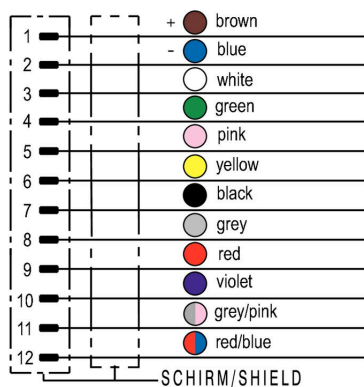 + brown
1
- blue
2
white
3
green
4
pink
5
yellow
6
black
7
grey
8
red
9
violet
10
grey/pink
11
red/blue
12
SCHIRM/SHIELD